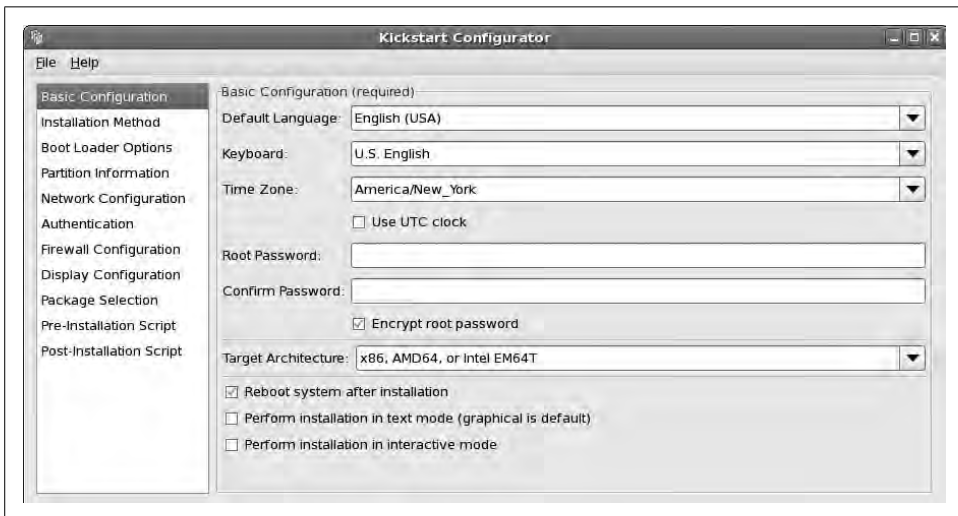 Kickstart Configurator
File Help
Basic Configuration
Installation Method
Boot Loader Options
Partition Information
Network Configuration
Authentication
Firewall Configuration
Display Configuration
Package Selection
Pre-Installation Script
Post-Installation Script
Basic Configuration (required)
Default Language: English (USA)
Keyboard: U.S. English
Time Zone: America/New_York
Use UTC clock
Root Password:
Confirm Password:
Encrypt root password
Target Architecture: x86, AMD64, or Intel EM64T
Reboot system after installation
Perform installation in text mode (graphical is default)
Perform installation in interactive mode